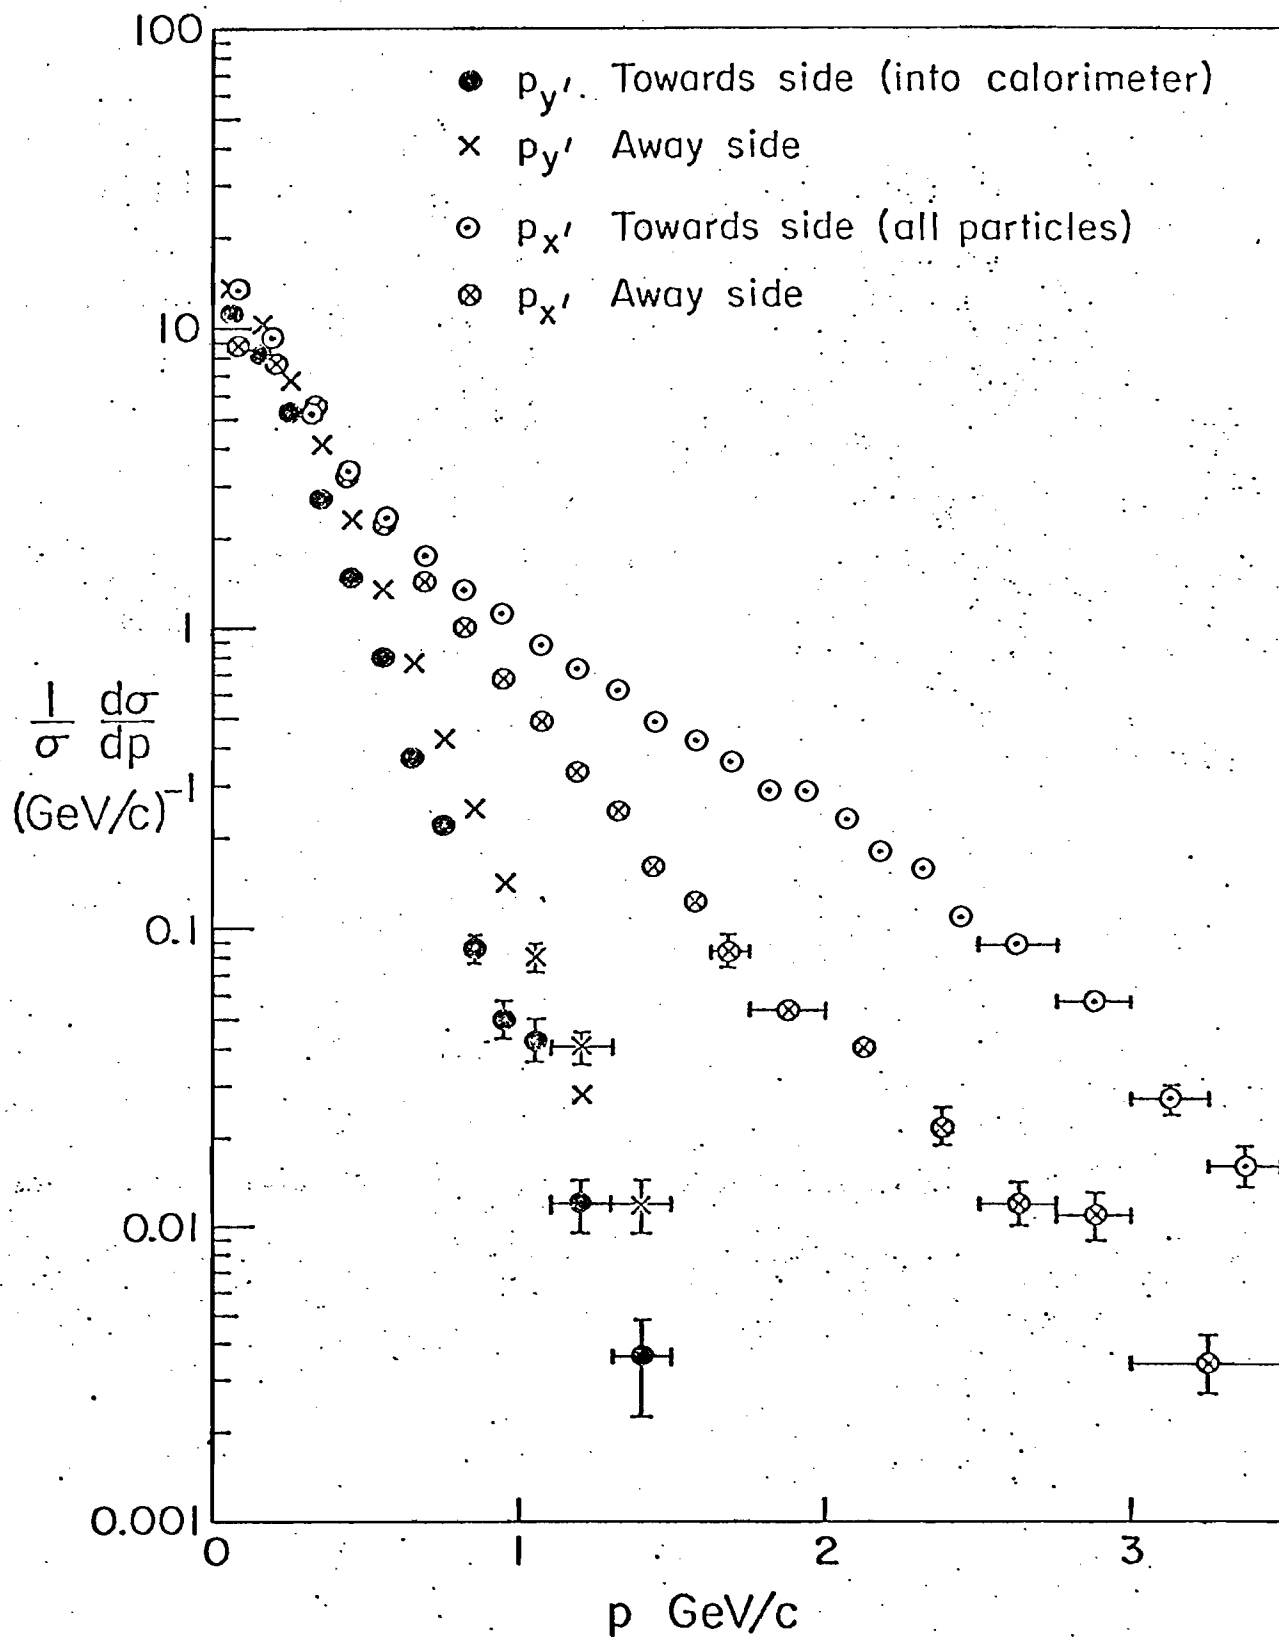 100
● p_y'. Towards side (into calorimeter)
× p_y' Away side
⊙ p_x' Towards side (all particles)
⊗ p_x' Away side
10
1
1/σ dσ/dp
(GeV/c)⁻¹
0.1
0.01
0.001
0 1 2 3
p GeV/c